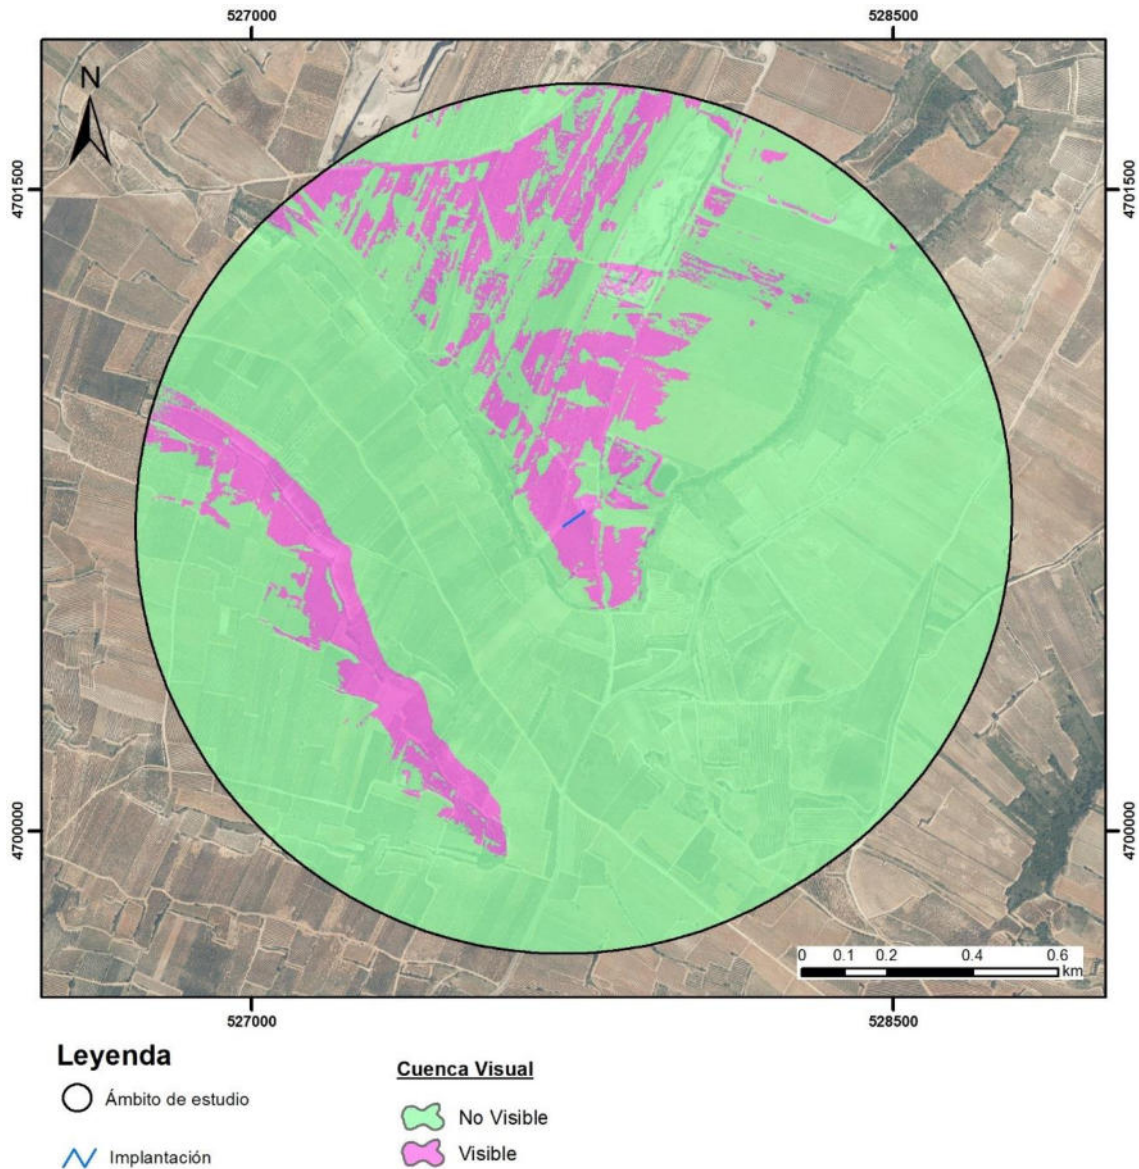 527000 528500
N
4701500 4701500
4700000 4700000
0 0.1 0.2 0.4 0.6
km
527000 528500
Leyenda
Ámbito de estudio
Implantación
Cuenca Visual
No Visible
Visible